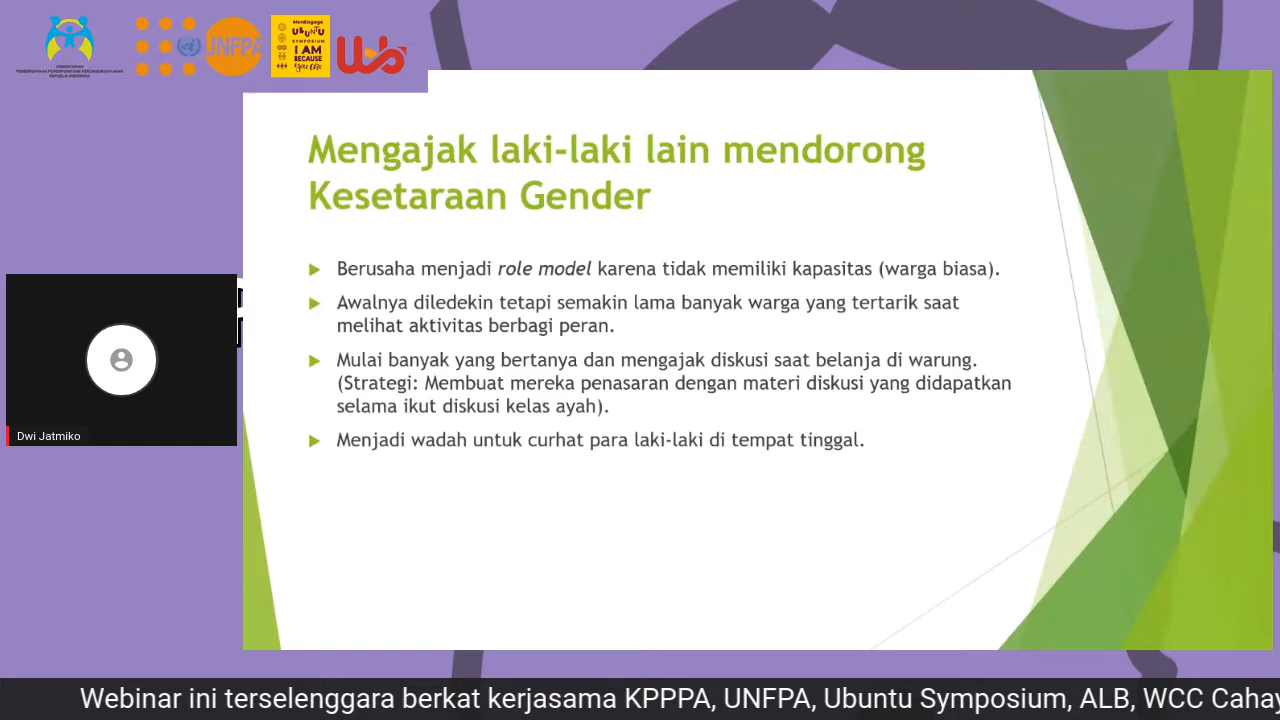 KEMENTERIAN
PEMBERDAYAAN PEREMPUAN DAN PERLINDUNGAN ANAK
REPUBLIK INDONESIA
UNFPA
MenEngage
UBUNTU
SYMPOSIUM
I AM
BECAUSE
you are
Mengajak laki-laki lain mendorong
Kesetaraan Gender
Berusaha menjadi role model karena tidak memiliki kapasitas (warga biasa).
Awalnya diledekin tetapi semakin lama banyak warga yang tertarik saat
melihat aktivitas berbagi peran.
Mulai banyak yang bertanya dan mengajak diskusi saat belanja di warung.
(Strategi: Membuat mereka penasaran dengan materi diskusi yang didapatkan
selama ikut diskusi kelas ayah).
Menjadi wadah untuk curhat para laki-laki di tempat tinggal.
Dwi Jatmiko
Webinar ini terselenggara berkat kerjasama KPPPA, UNFPA, Ubuntu Symposium, ALB, WCC Cahay